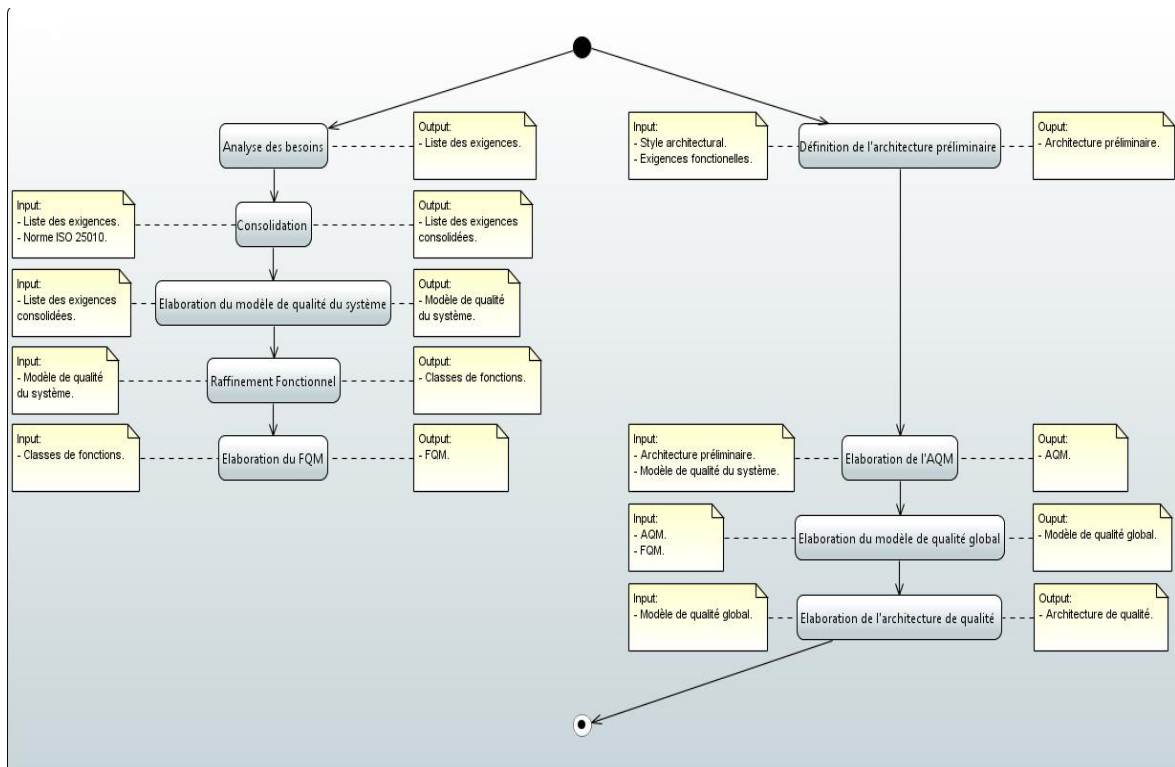 Analyse des besoins
Output:
- Liste des exigences.
Input:
- Liste des exigences.
- Norme ISO 25010.
Consolidation
Output:
- Liste des exigences
consolidées.
Input:
- Liste des exigences
consolidées.
Elaboration du modèle de qualité du système
Output:
- Modèle de qualité
du système.
Input:
- Modèle de qualité
du système.
Raffinement Fonctionnel
Output:
- Classes de fonctions.
Input:
- Classes de fonctions.
Elaboration du FQM
Output:
- FQM.
Input:
- Style architectural.
- Exigences fonctionelles.
Définition de l'architecture préliminaire
Ouput:
- Architecture préliminaire.
Input:
- Architecture préliminaire.
- Modèle de qualité du système.
Elaboration de l'AQM
Ouput:
- AQM.
Input:
- AQM.
- FQM.
Elaboration du modèle de qualité global
Ouput:
- Modèle de qualité global.
Input:
- Modèle de qualité global.
Elaboration de l'architecture de qualité
Output:
- Architecture de qualité.